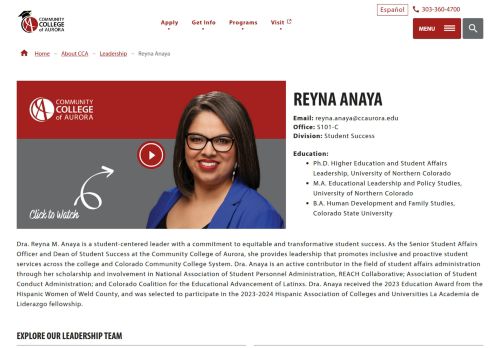 Español
303-360-4700
COMMUNITY
COLLEGE
of AURORA
Apply
Get Info
Programs
Visit
MENU
Home – About CCA – Leadership – Reyna Anaya
COMMUNITY
COLLEGE
of AURORA
Click to Watch
REYNA ANAYA
Email: reyna.anaya@ccaurora.edu
Office: S101-C
Division: Student Success
Education:
• Ph.D. Higher Education and Student Affairs
Leadership, University of Northern Colorado
• M.A. Educational Leadership and Policy Studies,
University of Northern Colorado
• B.A. Human Development and Family Studies,
Colorado State University
Dra. Reyna M. Anaya is a student-centered leader with a commitment to equitable and transformative student success. As the Senior Student Affairs
Officer and Dean of Student Success at the Community College of Aurora, she provides leadership that promotes inclusive and proactive student
services across the college and Colorado Community College System. Dra. Anaya is an active contributor in the field of student affairs administration
through her scholarship and involvement in National Association of Student Personnel Administration, REACH Collaborative; Association of Student
Conduct Administration; and Colorado Coalition for the Educational Advancement of Latinxs. Dra. Anaya received the 2023 Education Award from the
Hispanic Women of Weld County, and was selected to participate in the 2023-2024 Hispanic Association of Colleges and Universities La Academia de
Liderazgo fellowship.
EXPLORE OUR LEADERSHIP TEAM